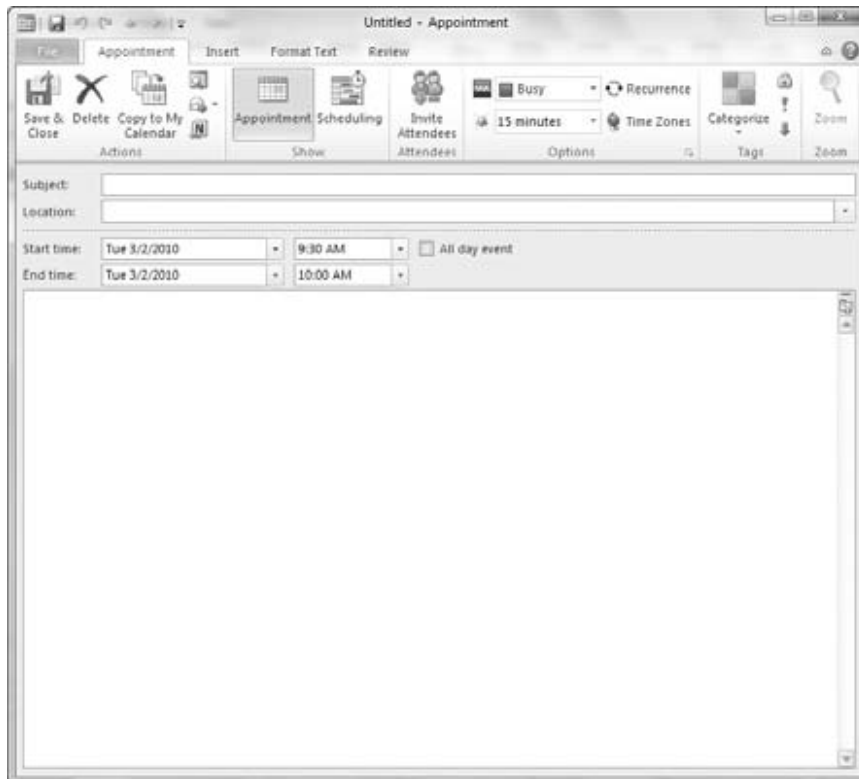 Untitled - Appointment
File Appointment Insert Format Text Review
Save & Close
Delete
Copy to My Calendar
Actions
Appointment
Scheduling
Show
Invite Attendees
Attendees
Busy
15 minutes
Recurrence
Time Zones
Options
Categorize
Tags
Zoom
Zoom
Subject:
Location:
Start time: Tue 3/2/2010 9:30 AM All day event
End time: Tue 3/2/2010 10:00 AM